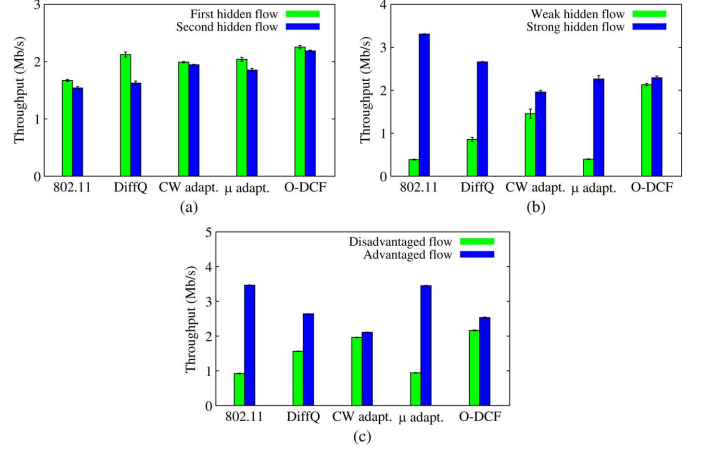 3
2
1
0
Throughput (Mb/s)
First hidden flow
Second hidden flow
802.11 DiffQ CW adapt. μ adapt. O-DCF
(a)
4
3
2
1
0
Throughput (Mb/s)
Weak hidden flow
Strong hidden flow
802.11 DiffQ CW adapt. μ adapt. O-DCF
(b)
5
4
3
2
1
0
Throughput (Mb/s)
Disadvantaged flow
Advantaged flow
802.11 DiffQ CW adapt. μ adapt. O-DCF
(c)